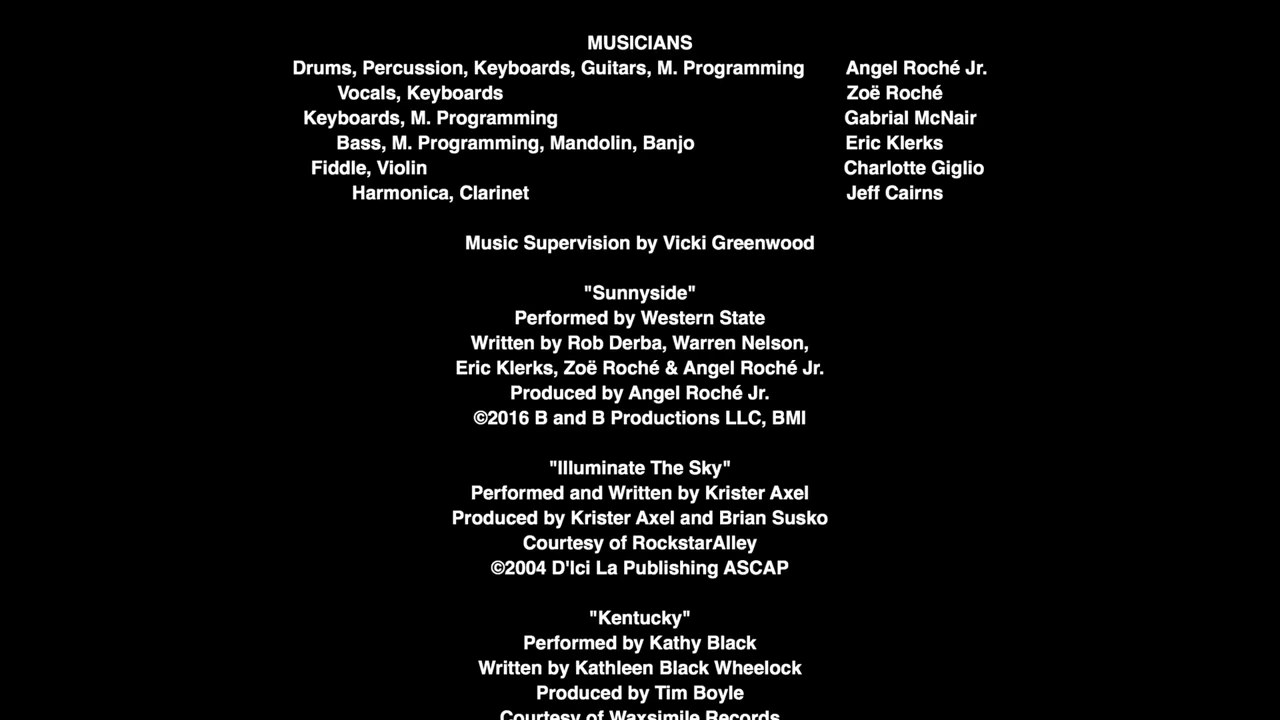 MUSICIANS
Drums, Percussion, Keyboards, Guitars, M. Programming Angel Roché Jr.
Vocals, Keyboards Zoë Roché
Keyboards, M. Programming Gabrial McNair
Bass, M. Programming, Mandolin, Banjo Eric Klerks
Fiddle, Violin Charlotte Giglio
Harmonica, Clarinet Jeff Cairns
Music Supervision by Vicki Greenwood
"Sunnyside"
Performed by Western State
Written by Rob Derba, Warren Nelson,
Eric Klerks, Zoë Roché & Angel Roché Jr.
Produced by Angel Roché Jr.
©2016 B and B Productions LLC, BMI
"Illuminate The Sky"
Performed and Written by Krister Axel
Produced by Krister Axel and Brian Susko
Courtesy of RockstarAlley
©2004 D'Ici La Publishing ASCAP
"Kentucky"
Performed by Kathy Black
Written by Kathleen Black Wheelock
Produced by Tim Boyle
Courtesy of Waxsimile Records